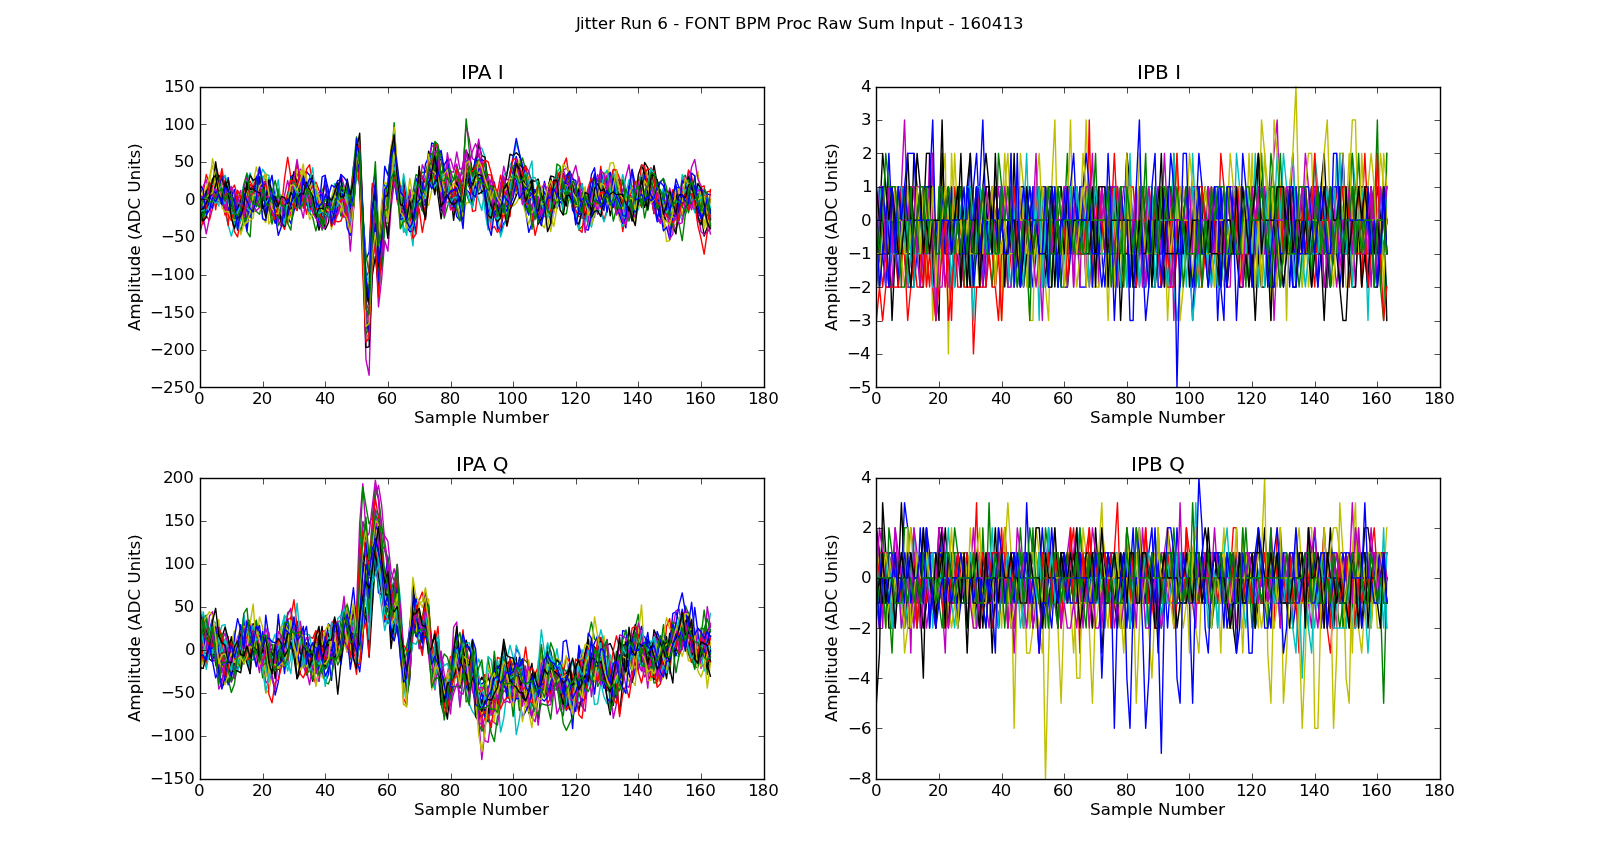 Jitter Run 6 - FONT BPM Proc Raw Sum Input - 160413
IPA I
150
100
50
0
−50
−100
−150
−200
−250
Amplitude (ADC Units)
0 20 40 60 80 100 120 140 160 180
Sample Number
IPB I
4
3
2
1
0
−1
−2
−3
−4
−5
Amplitude (ADC Units)
0 20 40 60 80 100 120 140 160 180
Sample Number
IPA Q
200
150
100
50
0
−50
−100
−150
Amplitude (ADC Units)
0 20 40 60 80 100 120 140 160 180
Sample Number
IPB Q
4
2
0
−2
−4
−6
−8
Amplitude (ADC Units)
0 20 40 60 80 100 120 140 160 180
Sample Number